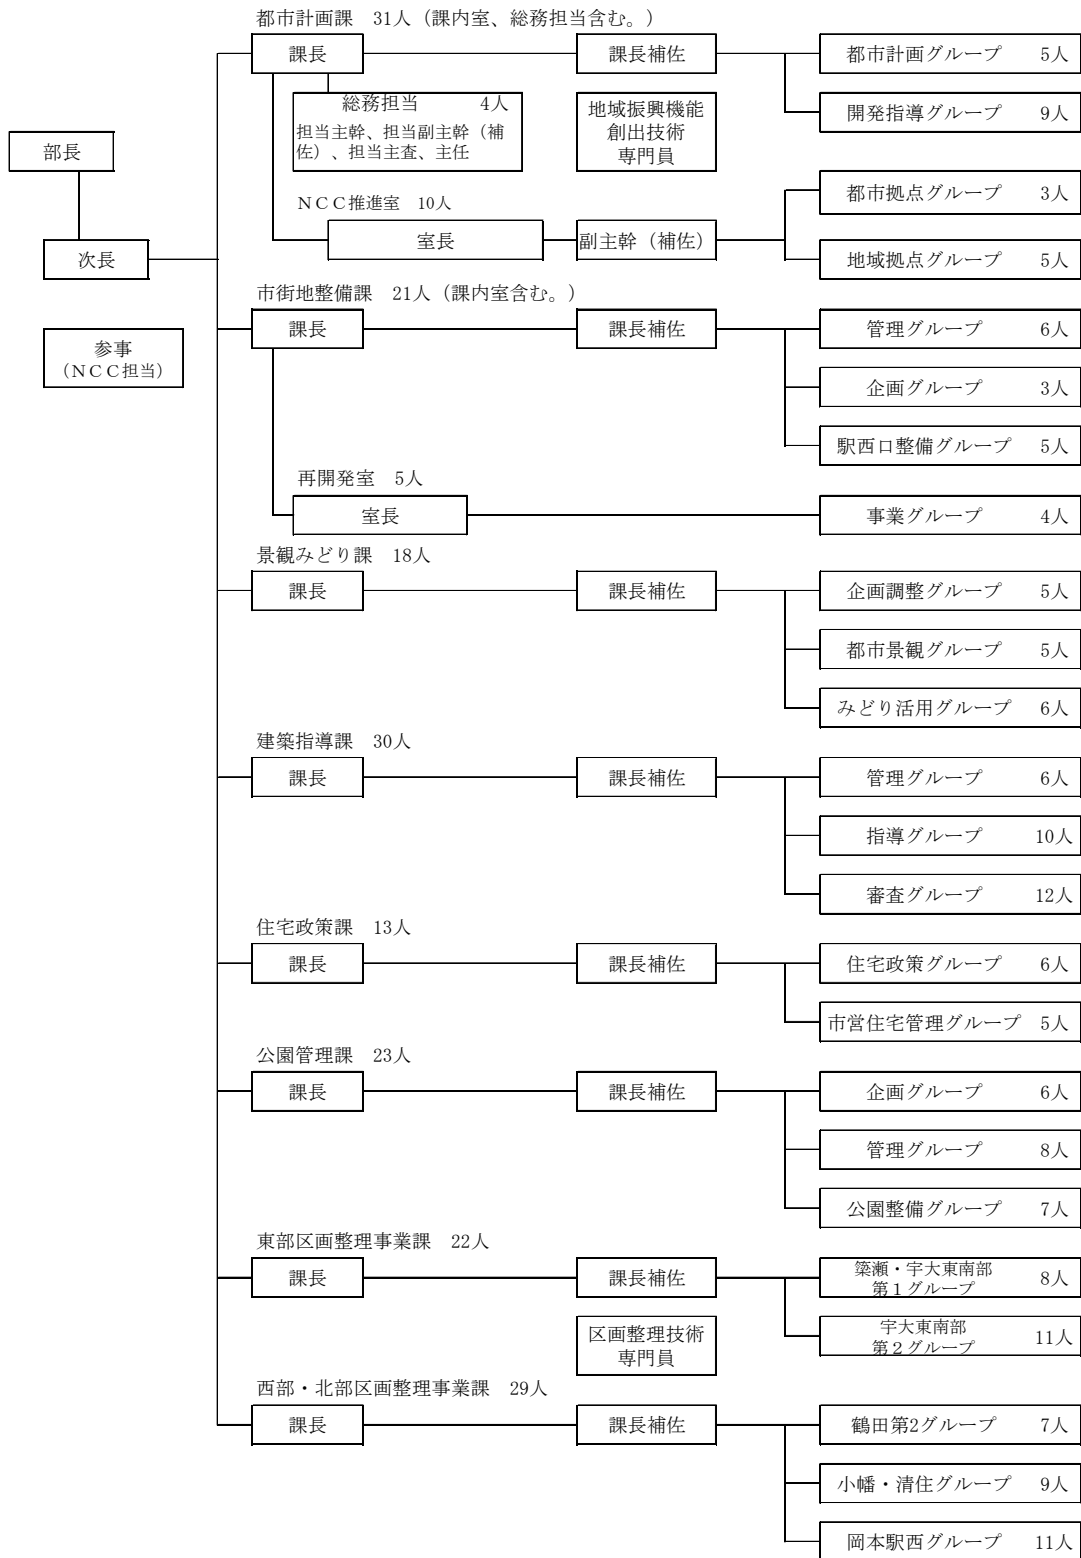 都市計画課　31人（課内室、総務担当含む。）
課長
課長補佐
都市計画グループ　5人
総務担当　4人
担当主幹、担当副主幹（補
佐）、担当主査、主任
地域振興機能
創出技術
専門員
開発指導グループ　9人
部長
ＮＣＣ推進室　10人
都市拠点グループ　3人
室長
副主幹（補佐）
次長
地域拠点グループ　5人
市街地整備課　21人（課内室含む。）
課長
課長補佐
管理グループ　6人
参事
（ＮＣＣ担当）
企画グループ　3人
駅西口整備グループ　5人
再開発室　5人
室長
事業グループ　4人
景観みどり課　18人
課長
課長補佐
企画調整グループ　5人
都市景観グループ　5人
みどり活用グループ　6人
建築指導課　30人
課長
課長補佐
管理グループ　6人
指導グループ　10人
審査グループ　12人
住宅政策課　13人
課長
課長補佐
住宅政策グループ　6人
市営住宅管理グループ　5人
公園管理課　23人
課長
課長補佐
企画グループ　6人
管理グループ　8人
公園整備グループ　7人
東部区画整理事業課　22人
課長
課長補佐
簗瀬・宇大東南部
第１グループ　8人
区画整理技術
専門員
宇大東南部
第２グループ　11人
西部・北部区画整理事業課　29人
課長
課長補佐
鶴田第2グループ　7人
小幡・清住グループ　9人
岡本駅西グループ　11人